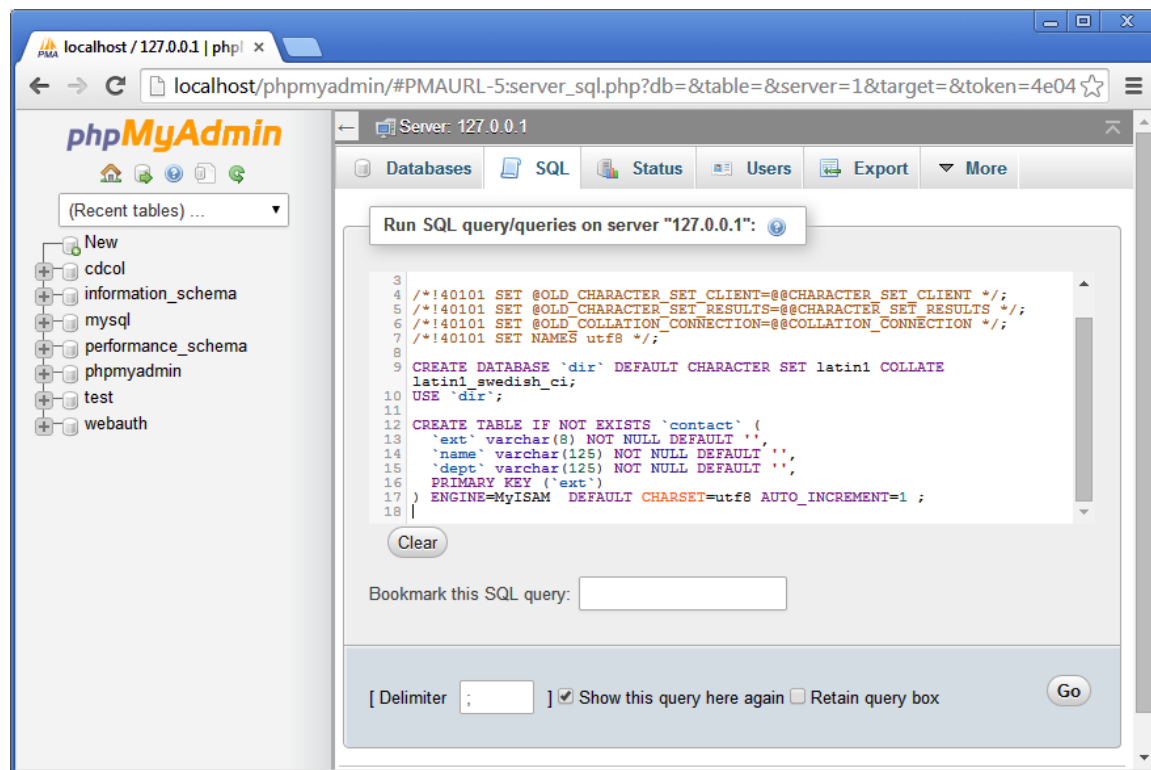 localhost / 127.0.0.1 | phpl
localhost/phpmyadmin/#PMAURL-5:server_sql.php?db=&table=&server=1&target=&token=4e04
phpMyAdmin
(Recent tables) ...
New
cdcol
information_schema
mysql
performance_schema
phpmyadmin
test
webauth
Server: 127.0.0.1
Databases SQL Status Users Export More
Run SQL query/queries on server "127.0.0.1":
3
4 /*!40101 SET @OLD_CHARACTER_SET_CLIENT=@@CHARACTER_SET_CLIENT */;
5 /*!40101 SET @OLD_CHARACTER_SET_RESULTS=@@CHARACTER_SET_RESULTS */;
6 /*!40101 SET @OLD_COLLATION_CONNECTION=@@COLLATION_CONNECTION */;
7 /*!40101 SET NAMES utf8 */;
8
9 CREATE DATABASE `dir` DEFAULT CHARACTER SET latin1 COLLATE
latin1_swedish_ci;
10 USE `dir`;
11
12 CREATE TABLE IF NOT EXISTS `contact` (
13 `ext` varchar(8) NOT NULL DEFAULT '',
14 `name` varchar(125) NOT NULL DEFAULT '',
15 `dept` varchar(125) NOT NULL DEFAULT '',
16 PRIMARY KEY (`ext`)
17 ) ENGINE=MyISAM DEFAULT CHARSET=utf8 AUTO_INCREMENT=1 ;
18
Clear
Bookmark this SQL query:
[ Delimiter ; ] Show this query here again Retain query box Go